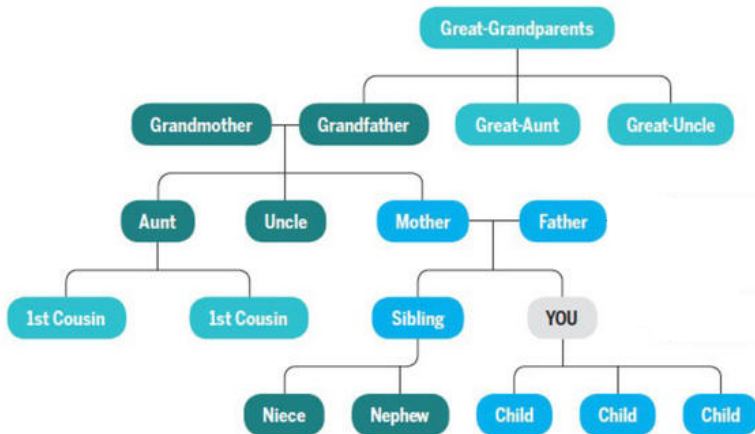 Great-Grandparents
Grandmother
Grandfather
Great-Aunt
Great-Uncle
Aunt
Uncle
Mother
Father
1st Cousin
1st Cousin
Sibling
YOU
Niece
Nephew
Child
Child
Child